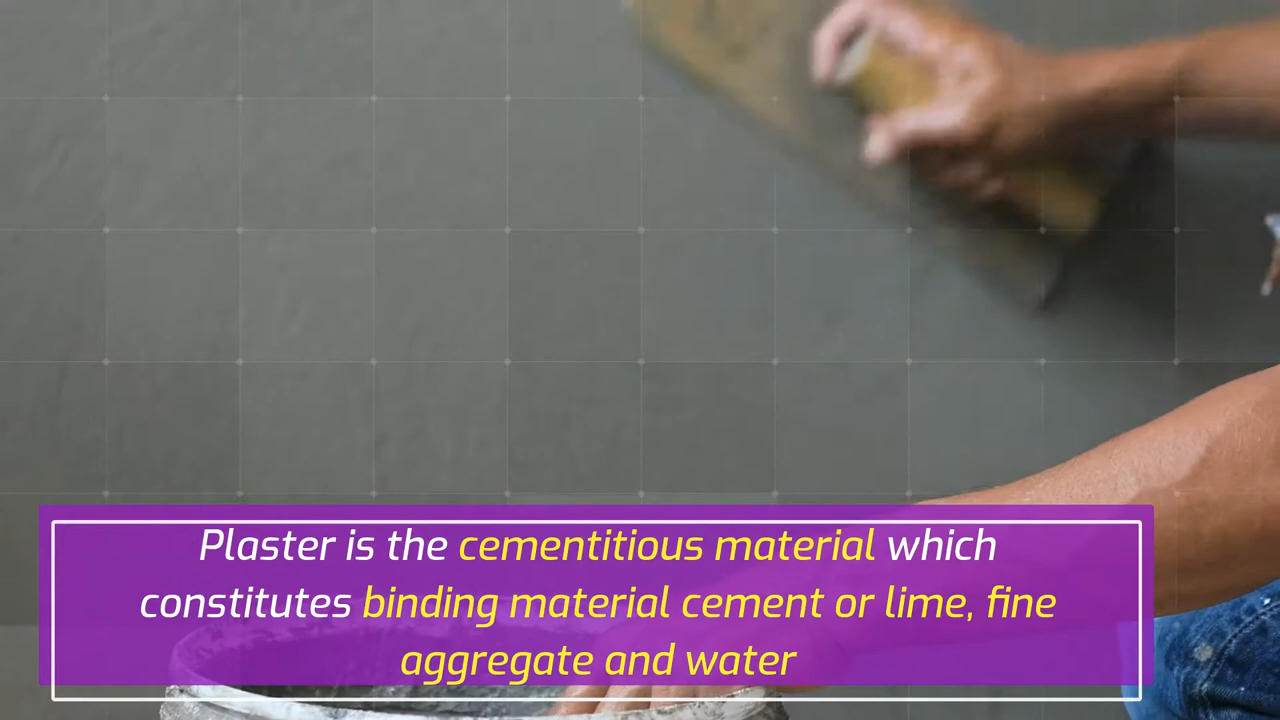 Plaster is the cementitious material which
constitutes binding material cement or lime, fine
aggregate and water